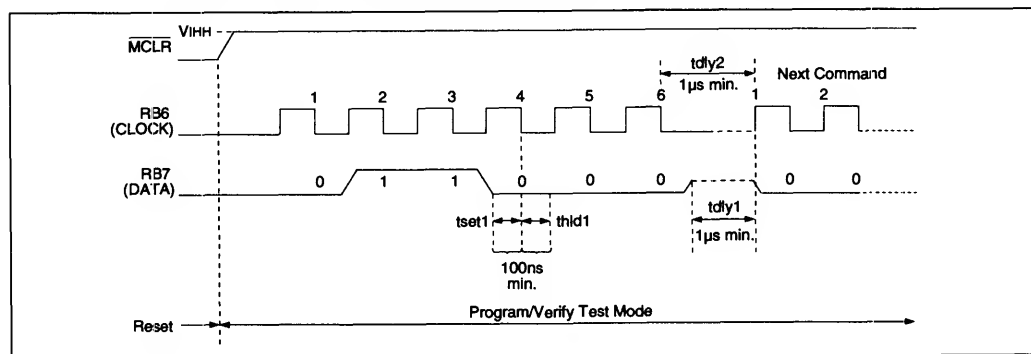 VIHH
MCLR
tdly2
1µs min.
Next Command
1 2 3 4 5 6 1 2
RB6
(CLOCK)
RB7
(DATA)
0 1 1 0 0 0 0 0
tset1 thld1
tdly1
1µs min.
100ns
min.
Reset
Program/Verify Test Mode